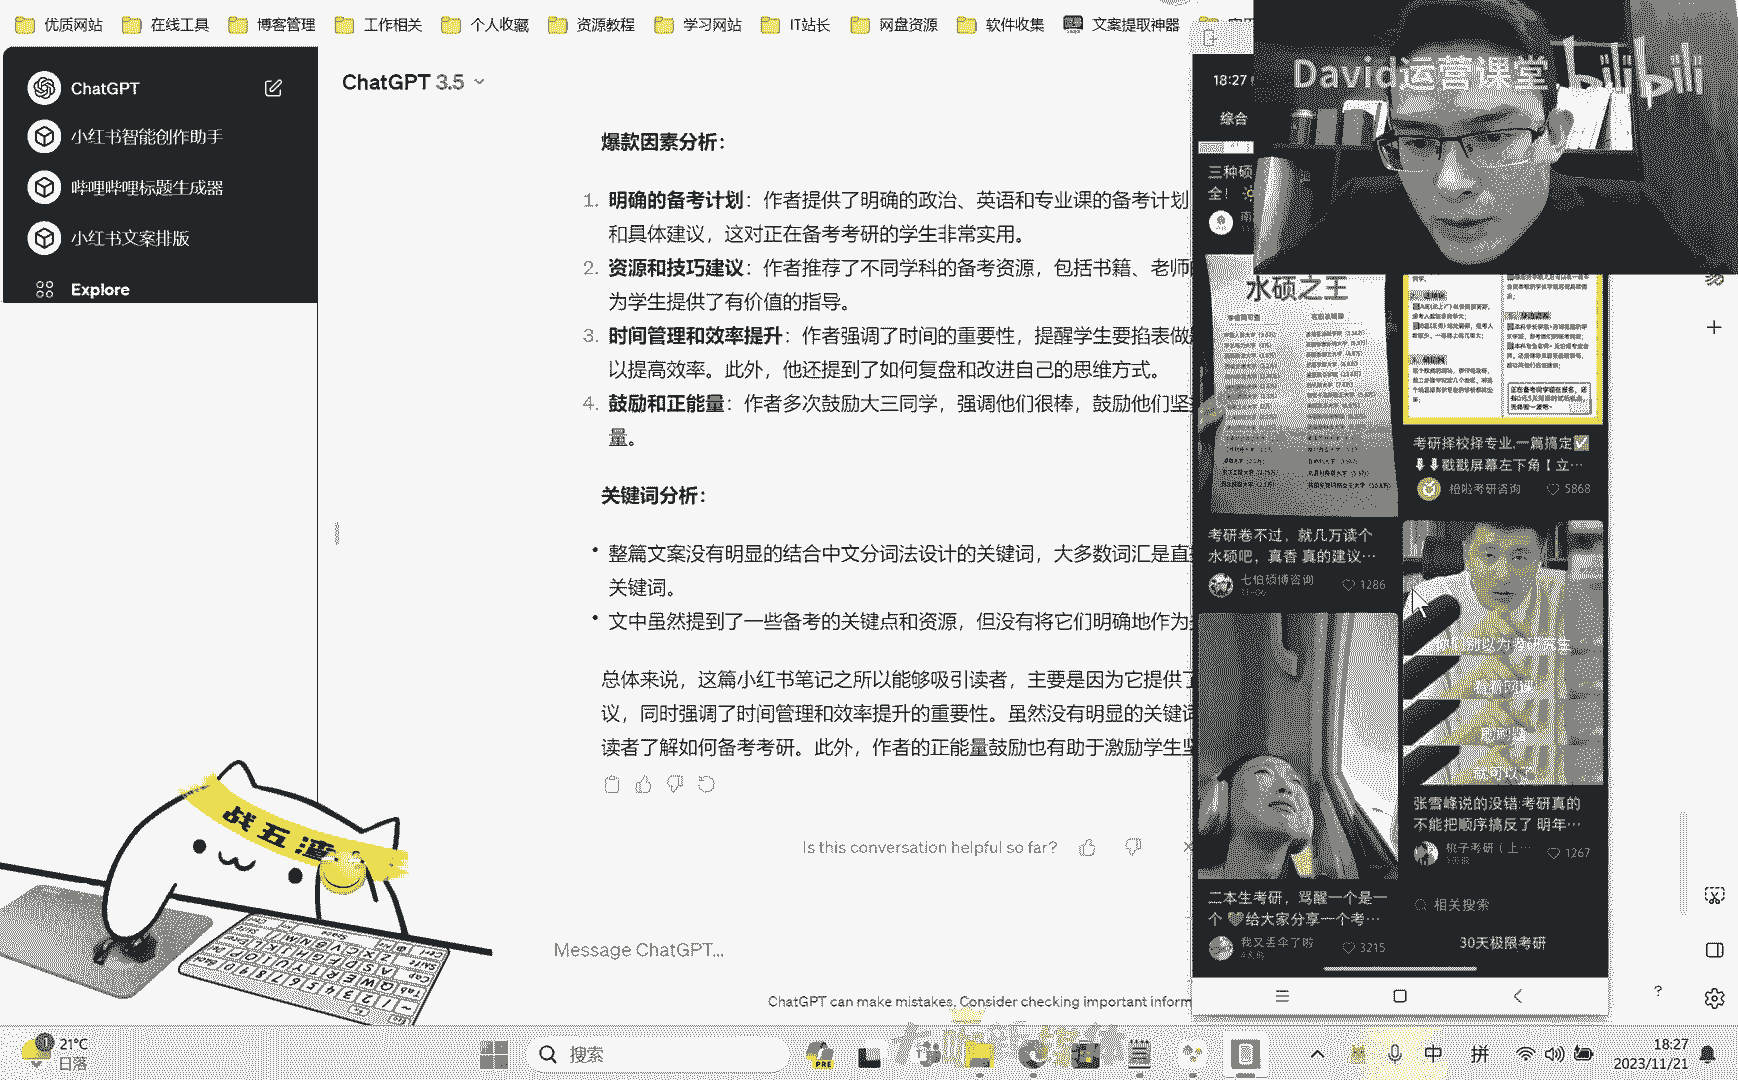 优质网站
在线工具
博客管理
工作相关
个人收藏
资源教程
学习网站
IT站长
网盘资源
软件收集
文案提取神器
David运营课堂
bilibili
ChatGPT
小红书智能创作助手
哔哩哔哩标题生成器
小红书文案排版
Explore
ChatGPT 3.5
爆款因素分析：
1. 明确的备考计划：作者提供了明确的政治、英语和专业课的备考计划
和具体建议，这对正在备考考研的学生非常实用。
2. 资源和技巧建议：作者推荐了不同学科的备考资源，包括书籍、老师
为学生提供了有价值的指导。
3. 时间管理和效率提升：作者强调了时间的重要性，提醒学生要掐表做
以提高效率。此外，他还提到了如何复盘和改进自己的思维方式。
4. 鼓励和正能量：作者多次鼓励大三同学，强调他们很棒，鼓励他们坚
量。
关键词分析：
• 整篇文案没有明显的结合中文分词法设计的关键词，大多数词汇是直
关键词。
• 文中虽然提到了一些备考的关键点和资源，但没有将它们明确地作为
总体来说，这篇小红书笔记之所以能够吸引读者，主要是因为它提供了
议，同时强调了时间管理和效率提升的重要性。虽然没有明显的关键词
读者了解如何备考考研。此外，作者的正能量鼓励也有助于激励学生坚
Is this conversation helpful so far?
Message ChatGPT...
ChatGPT can make mistakes. Consider checking important inform
18:27
综合
三种硕
全！
水硕之王
考研卷不过，就几万读个
水硕吧，真香 真的建议…
七伯硕博咨询
1286
二本生考研，骂醒一个是一
个 给大家分享一个考…
我又丢伞了啦
3215
考研择校择专业,一篇搞定✅
⬇⬇戳戳屏幕左下角【立…
橙啦考研咨询
5868
就可以了
张雪峰说的没错:考研真的
不能把顺序搞反了 明年…
桃子考研（上…
1267
相关搜索
30天极限考研
战五渣
21°C
日落
搜索
PRE
中
拼
18:27
2023/11/21